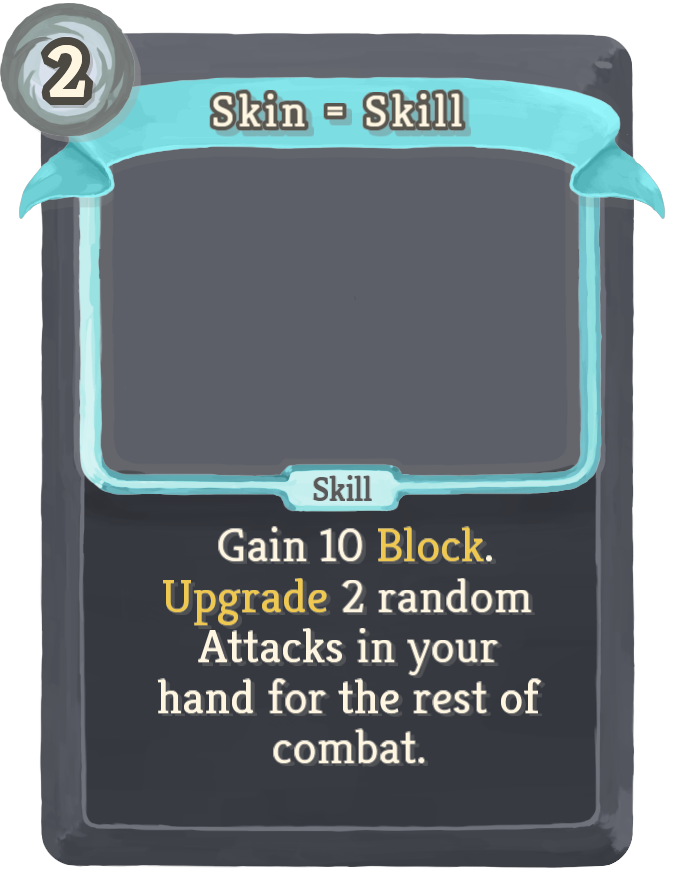 2
Skin = Skill
Skill
Gain 10 Block.
Upgrade 2 random
Attacks in your
hand for the rest of
combat.